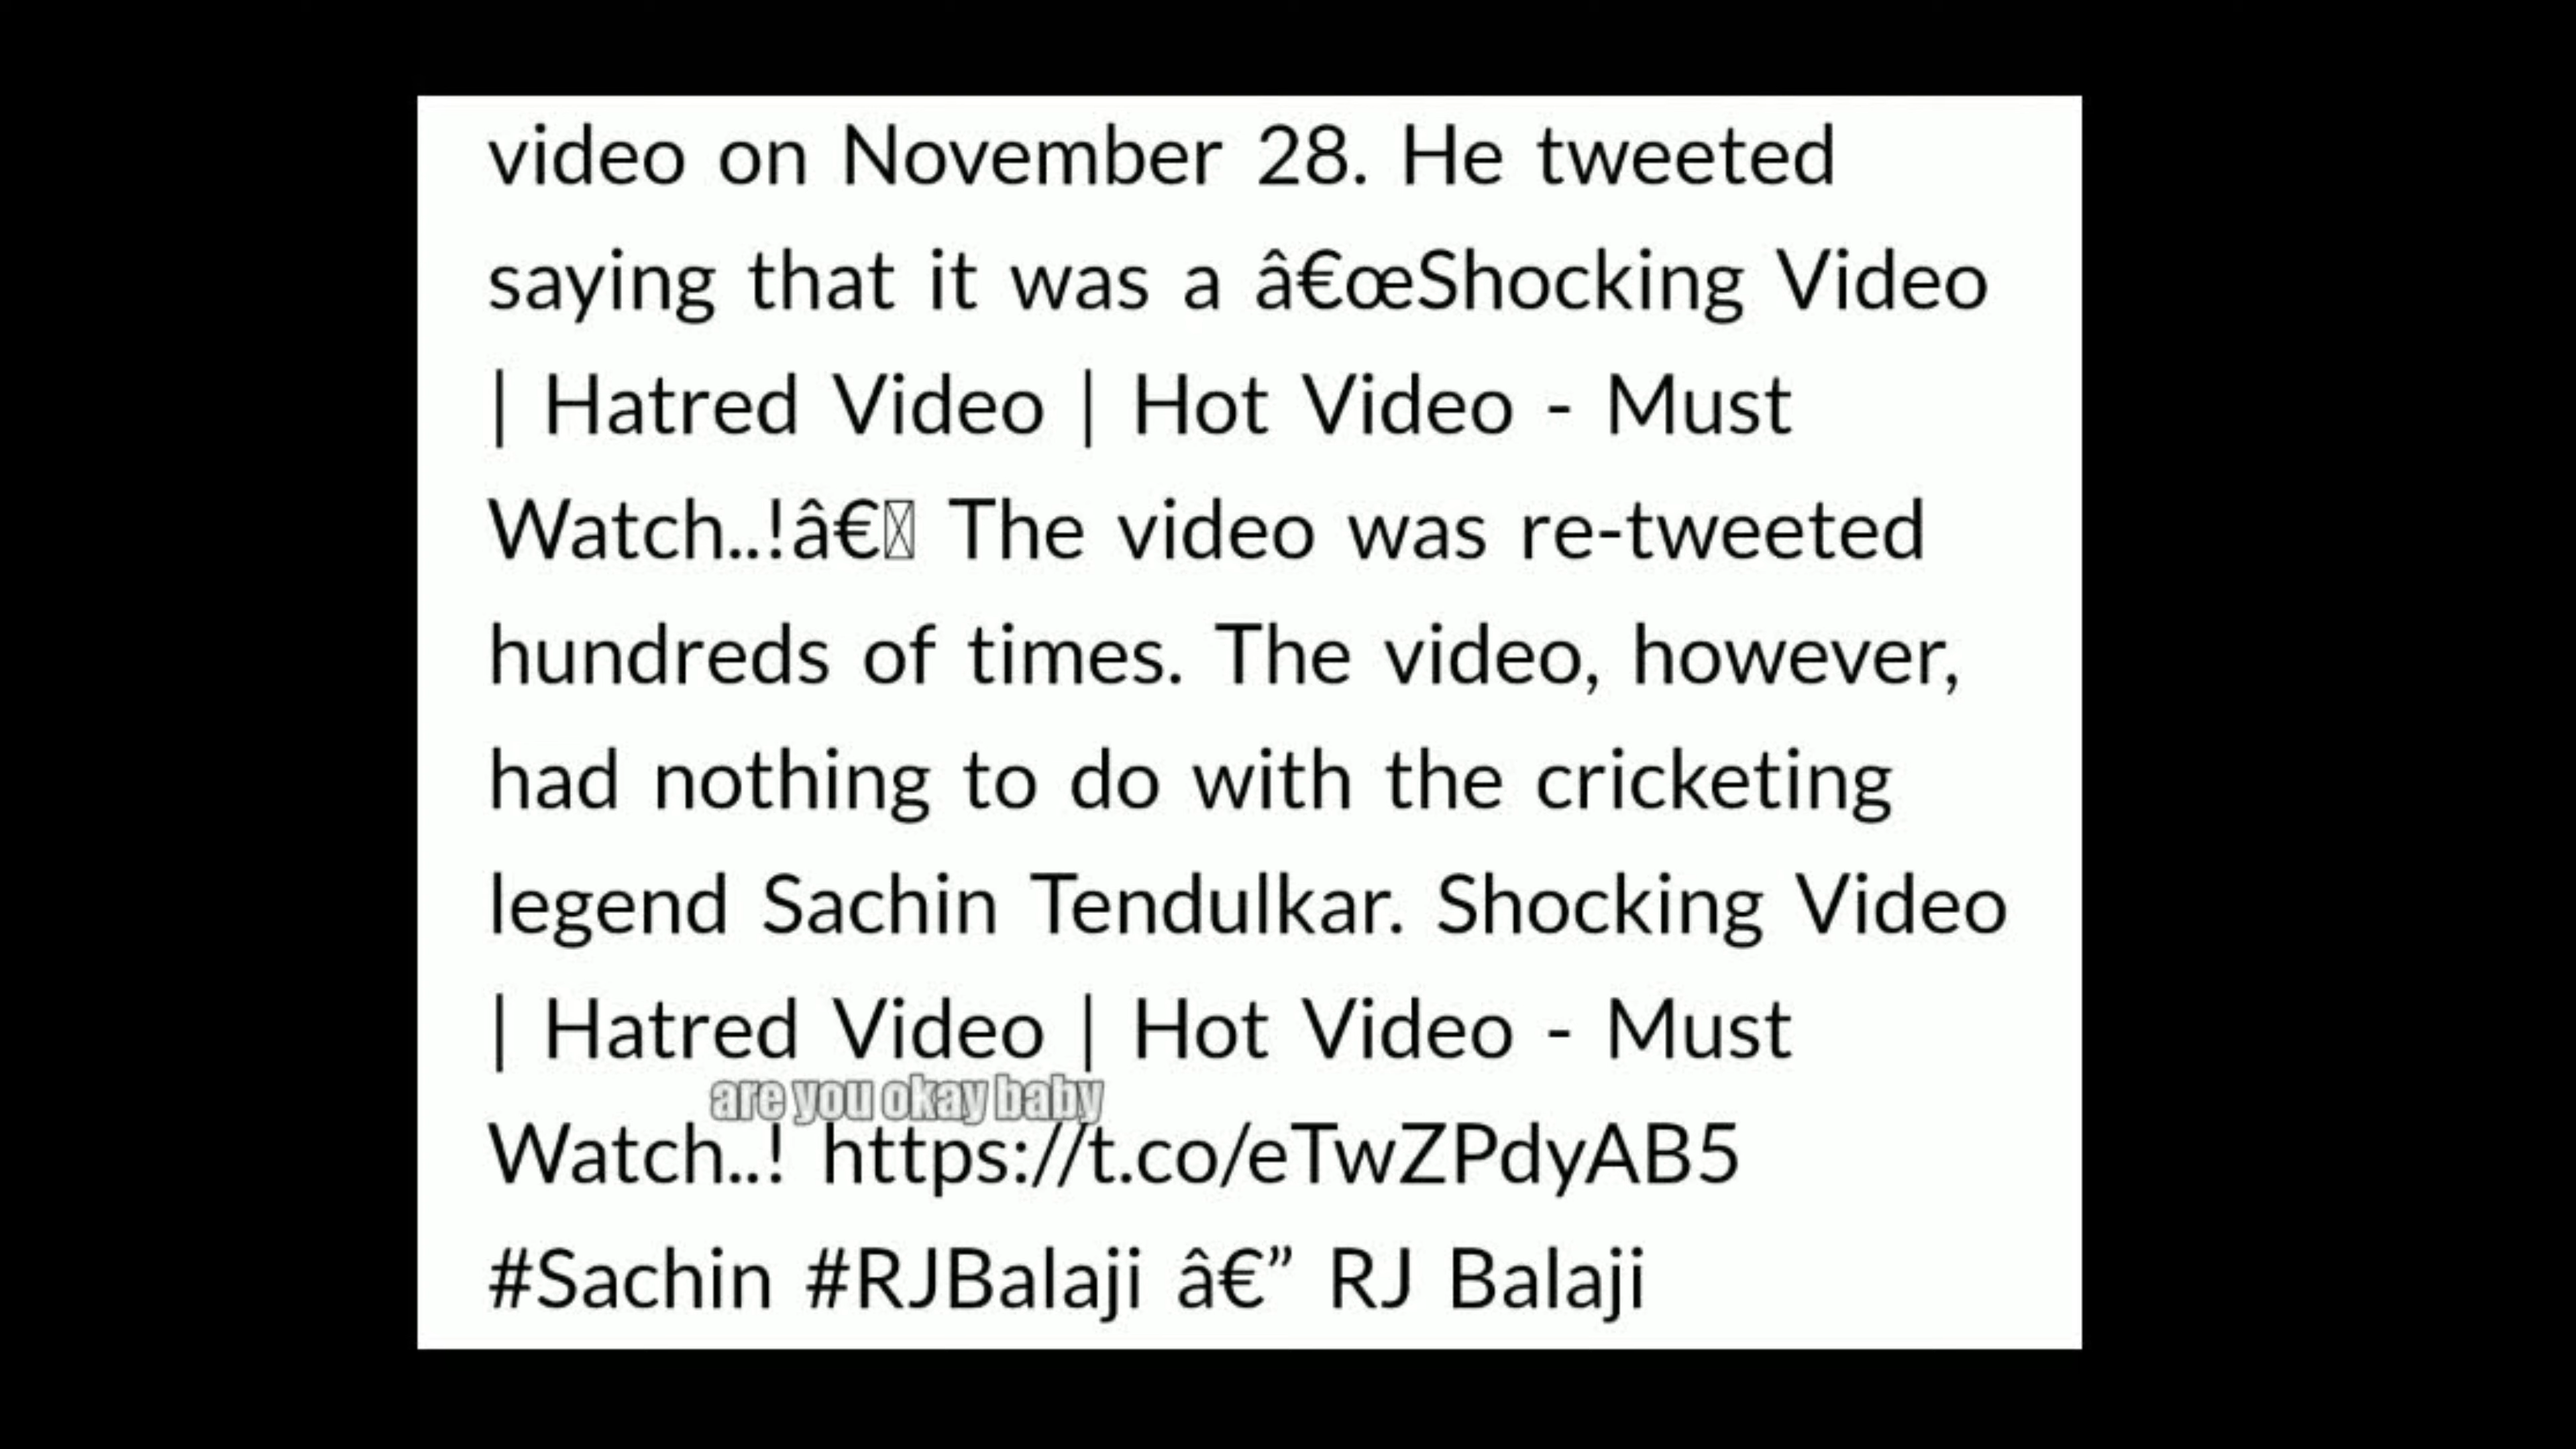 video on November 28. He tweeted
saying that it was a â€œShocking Video
| Hatred Video | Hot Video - Must
Watch..!â€ The video was re-tweeted
hundreds of times. The video, however,
had nothing to do with the cricketing
legend Sachin Tendulkar. Shocking Video
| Hatred Video | Hot Video - Must
are you okay baby
Watch..! https://t.co/eTwZPdyAB5
#Sachin #RJBalaji â€” RJ Balaji